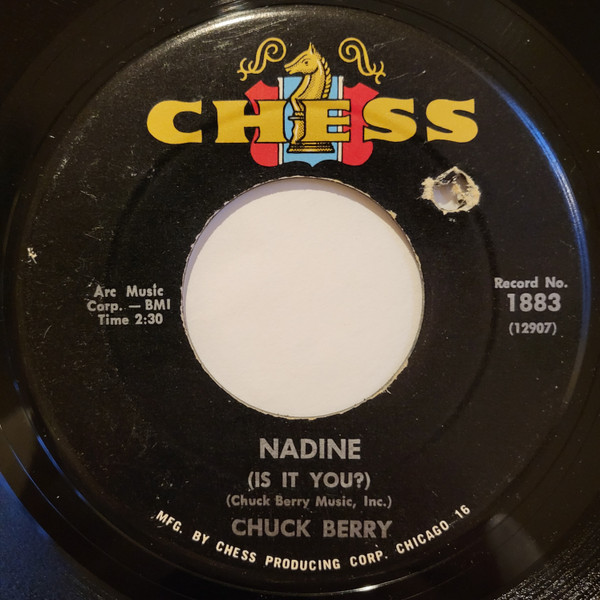 CHESS
Arc Music
Corp. — BMI
Time 2:30
Record No.
1883
(12907)
NADINE
(IS IT YOU?)
(Chuck Berry Music, Inc.)
CHUCK BERRY
MFG. BY CHESS PRODUCING CORP. CHICAGO 16